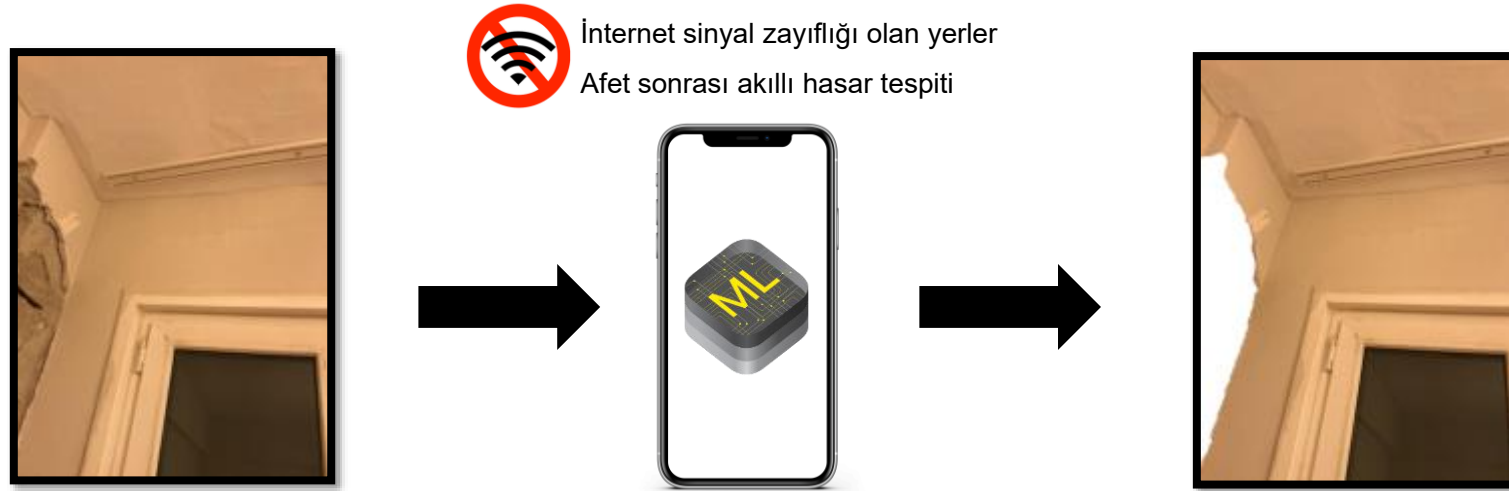 İnternet sinyal zayıflığı olan yerler
Afet sonrası akıllı hasar tespiti
ML